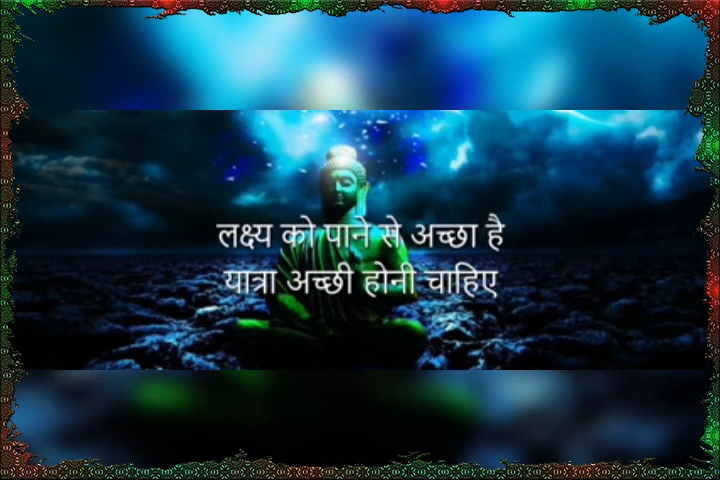 लक्ष्य को पाने से अच्छा है
यात्रा अच्छी होनी चाहिए